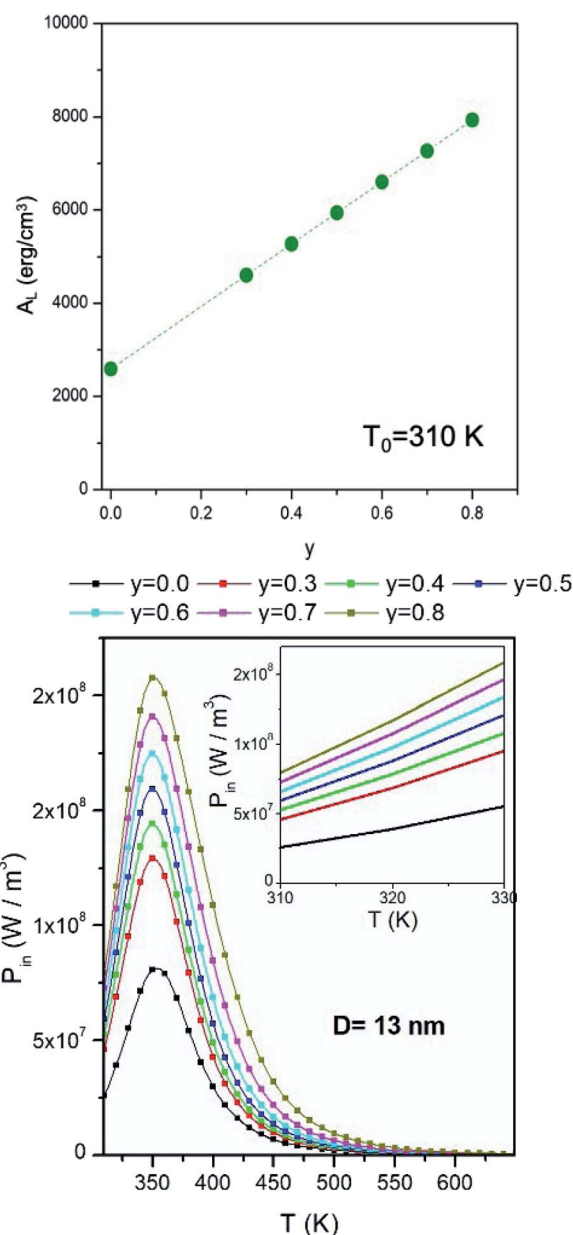 10000
8000
6000
4000
2000
0
A_L (erg/cm³)
T₀=310 K
0.0 0.2 0.4 0.6 0.8
y
y=0.0 y=0.3 y=0.4 y=0.5
y=0.6 y=0.7 y=0.8
2x10⁸
2x10⁸
1x10⁸
5x10⁷
0
P_in (W / m³)
2x10⁸
1x10⁸
5x10⁷
0
P_in (W / m³)
310 320 330
T (K)
D= 13 nm
350 400 450 500 550 600
T (K)